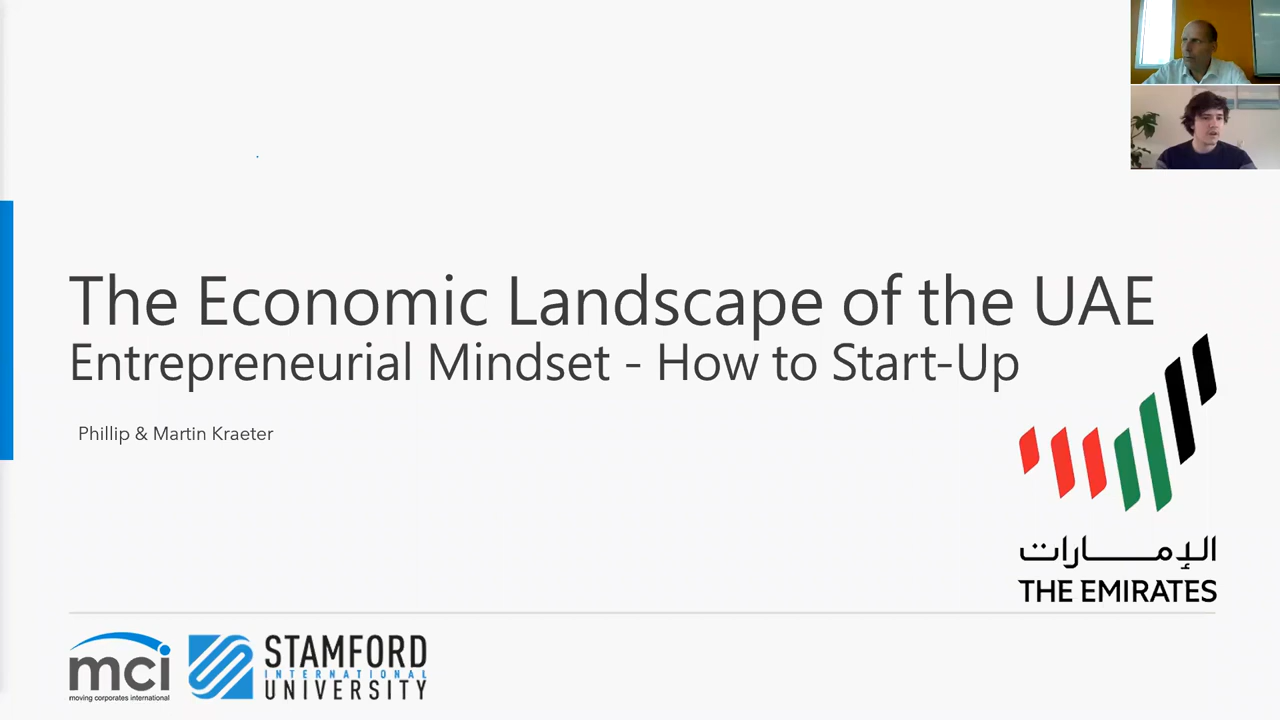 The Economic Landscape of the UAE
Entrepreneurial Mindset - How to Start-Up
Phillip & Martin Kraeter
الإمارات
THE EMIRATES
mci
moving corporates international
STAMFORD
INTERNATIONAL
UNIVERSITY